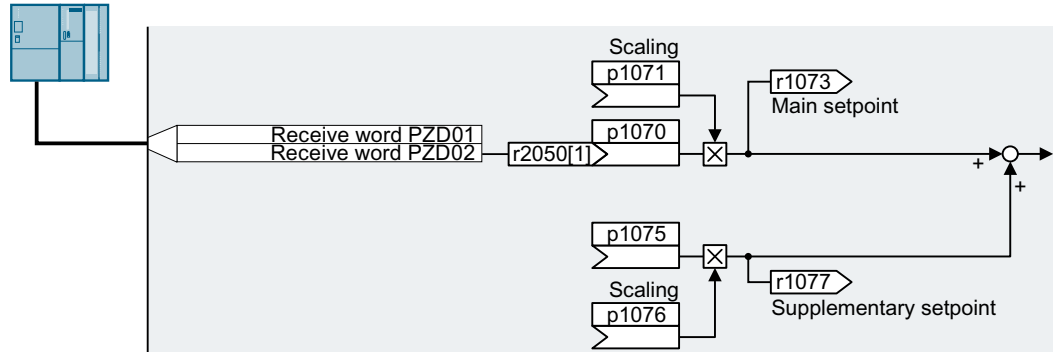 Scaling
p1071
r1073
Main setpoint
Receive word PZD01
p1070
Receive word PZD02
r2050[1]
+
+
p1075
r1077
Scaling
Supplementary setpoint
p1076